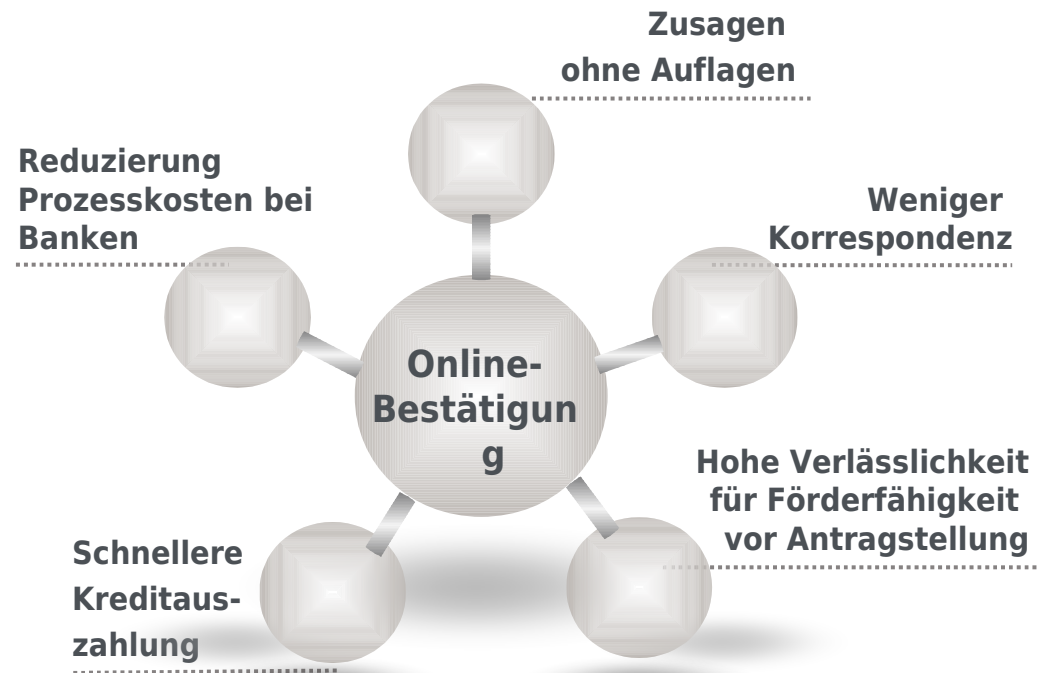 Zusagen
ohne Auflagen
Reduzierung
Prozesskosten bei
Banken
Weniger
Korrespondenz
Online-
Bestätigun
g
Hohe Verlässlichkeit
für Förderfähigkeit
vor Antragstellung
Schnellere
Kreditaus-
zahlung